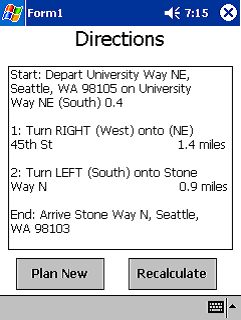 Form1 7:15
Directions
Start: Depart University Way NE,
Seattle, WA 98105 on University
Way NE (South) 0.4
1: Turn RIGHT (West) onto (NE)
45th St 1.4 miles
2: Turn LEFT (South) onto Stone
Way N 0.9 miles
End: Arrive Stone Way N, Seattle,
WA 98103
Plan New Recalculate